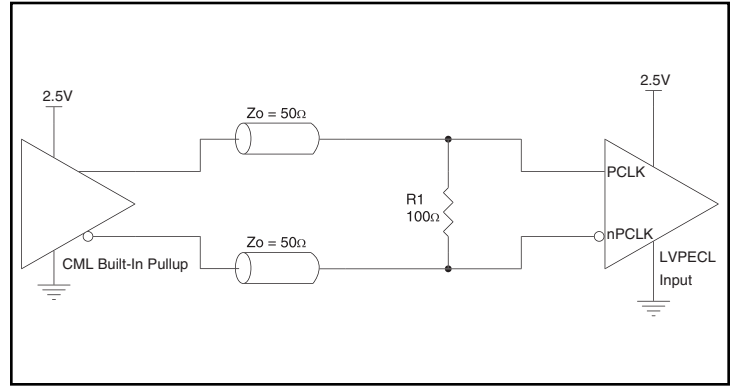 2.5V
2.5V
Zo = 50Ω
PCLK
R1
100Ω
nPCLK
Zo = 50Ω
CML Built-In Pullup
LVPECL
Input